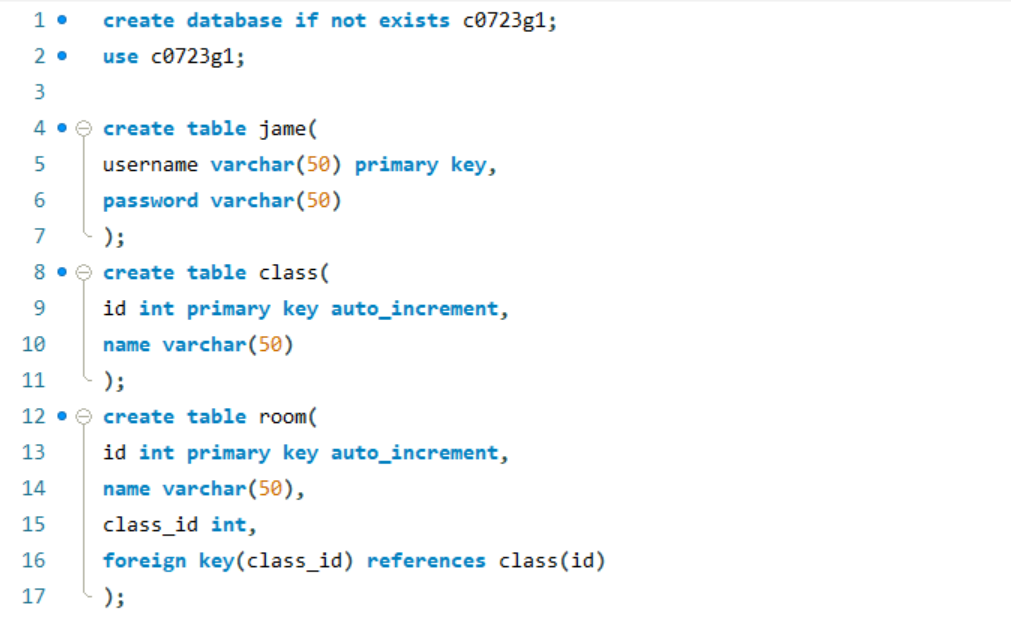 1 create database if not exists c0723g1;
2 use c0723g1;
3
4 create table jame(
5 username varchar(50) primary key,
6 password varchar(50)
7 );
8 create table class(
9 id int primary key auto_increment,
10 name varchar(50)
11 );
12 create table room(
13 id int primary key auto_increment,
14 name varchar(50),
15 class_id int,
16 foreign key(class_id) references class(id)
17 );